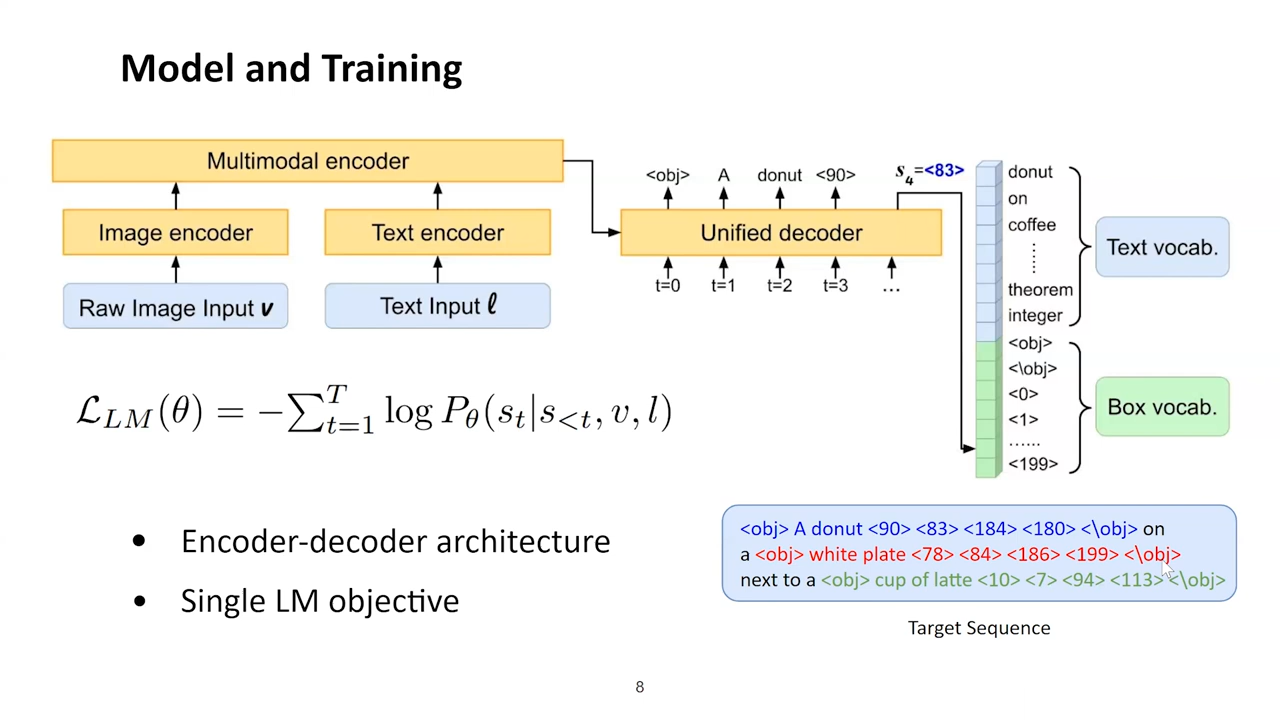 Model and Training
Multimodal encoder
Image encoder
Text encoder
Raw Image Input v
Text Input ℓ
<obj> A donut <90>
s₄=<83>
Unified decoder
t=0 t=1 t=2 t=3 ...
donut
on
coffee
theorem
integer
Text vocab.
<obj>
<\obj>
<0>
<1>
......
<199>
Box vocab.
ℒ_{LM}(θ) = −∑_{t=1}^{T} log P_θ(s_t|s_{<t}, v, l)
• Encoder-decoder architecture
• Single LM objective
<obj> A donut <90> <83> <184> <180> <\obj> on
a <obj> white plate <78> <84> <186> <199> <\obj>
next to a <obj> cup of latte <10> <7> <94> <113> <\obj>
Target Sequence
8